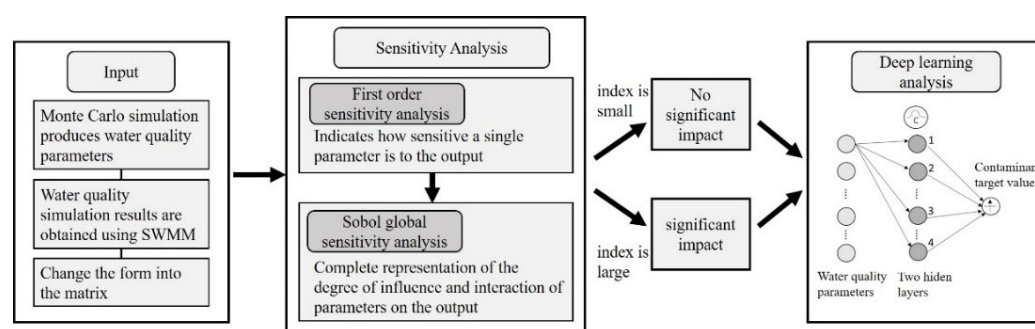 Input
Monte Carlo simulation
produces water quality
parameters
Water quality
simulation results are
obtained using SWMM
Change the form into
the matrix
Sensitivity Analysis
First order
sensitivity analysis
Indicates how sensitive a single
parameter is to the output
Sobol global
sensitivity analysis
Complete representation of the
degree of influence and interaction of
parameters on the output
index is
small
No
significant
impact
index is
large
significant
impact
Deep learning
analysis
C
1
2
3
4
Contaminan
target value
Water quality
parameters
Two hiden
layers